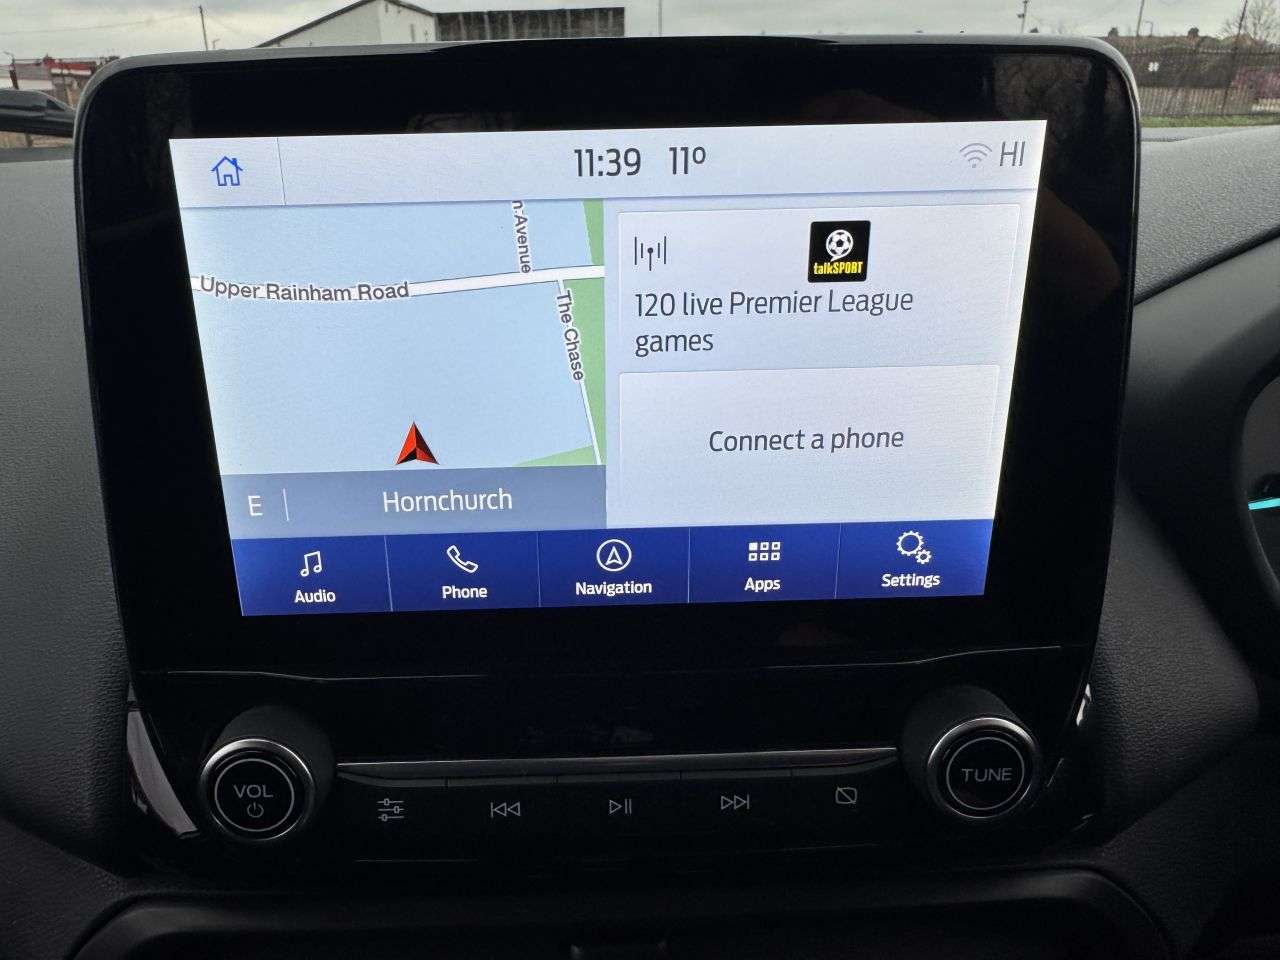 11:39 11º HI
n Avenue
Upper Rainham Road
The Chase
talkSPORT
120 live Premier League
games
Connect a phone
E Hornchurch
Audio Phone Navigation Apps Settings
VOL
TUNE